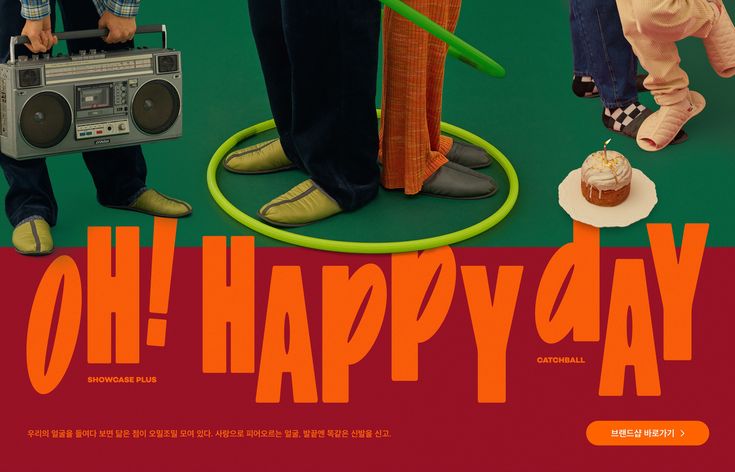 OH! HAPPY dAY
SHOWCASE PLUS
CATCHBALL
우리의 얼굴을 들여다 보면 닮은 점이 오밀조밀 모여 있다. 사랑으로 피어오르는 얼굴, 발끝엔 똑같은 신발을 신고.
브랜드샵 바로가기 >